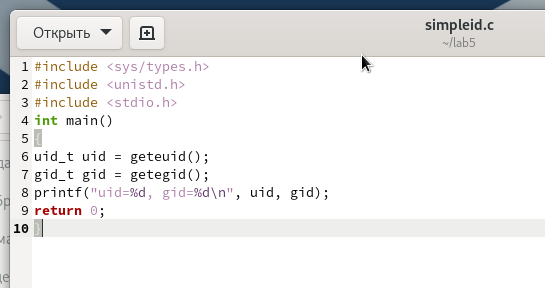 Открыть
simpleid.c
~/lab5
1 #include <sys/types.h>
2 #include <unistd.h>
3 #include <stdio.h>
4 int main()
5 {
6 uid_t uid = geteuid();
7 gid_t gid = getegid();
8 printf("uid=%d, gid=%d\n", uid, gid);
9 return 0;
10 }